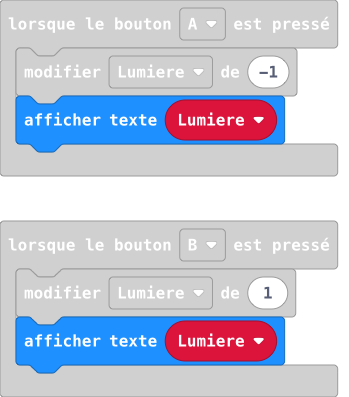 lorsque le bouton A est pressé
modifier Lumiere de -1
afficher texte Lumiere
lorsque le bouton B est pressé
modifier Lumiere de 1
afficher texte Lumiere